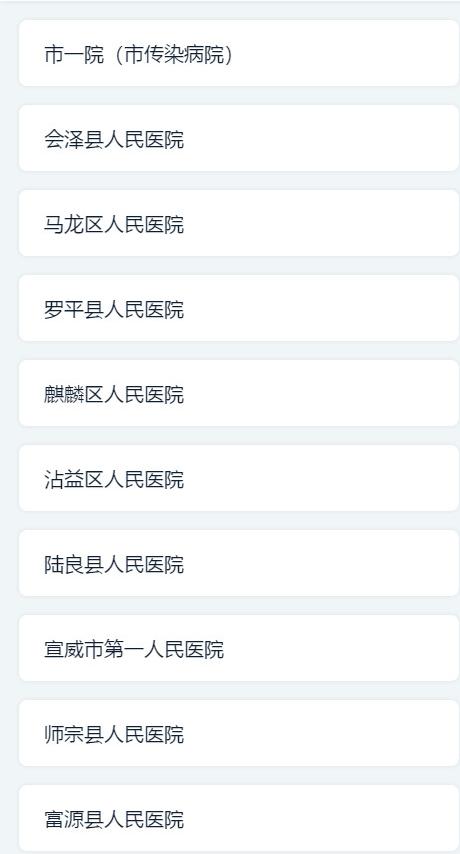 市一院（市传染病院）
会泽县人民医院
马龙区人民医院
罗平县人民医院
麒麟区人民医院
沾益区人民医院
陆良县人民医院
宣威市第一人民医院
师宗县人民医院
富源县人民医院